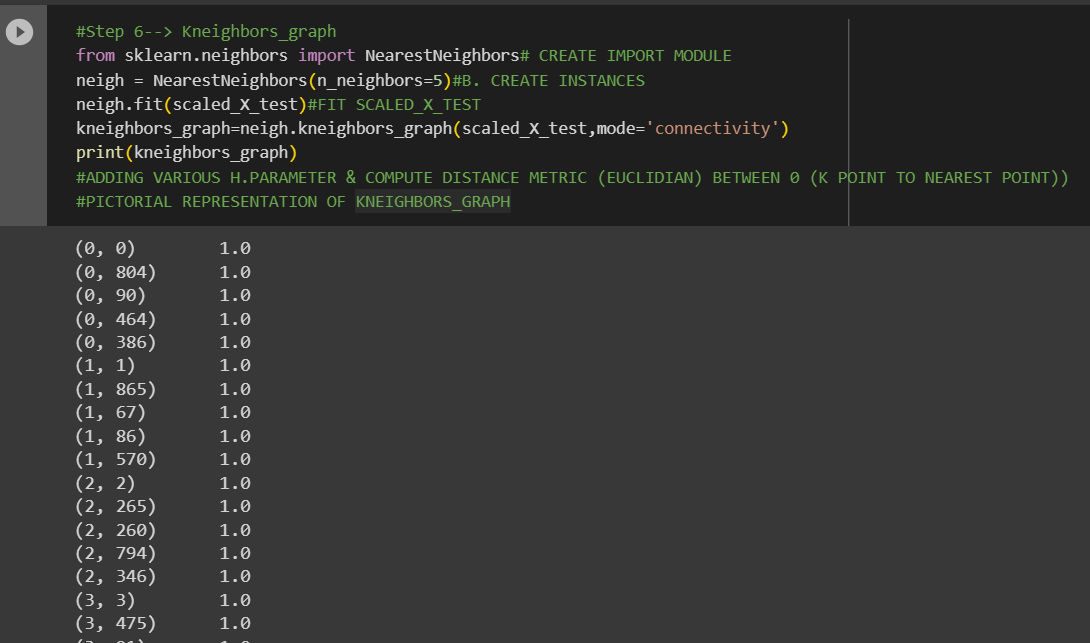 #Step 6--> Kneighbors_graph
from sklearn.neighbors import NearestNeighbors# CREATE IMPORT MODULE
neigh = NearestNeighbors(n_neighbors=5)#B. CREATE INSTANCES
neigh.fit(scaled_X_test)#FIT SCALED_X_TEST
kneighbors_graph=neigh.kneighbors_graph(scaled_X_test,mode='connectivity')
print(kneighbors_graph)
#ADDING VARIOUS H.PARAMETER & COMPUTE DISTANCE METRIC (EUCLIDIAN) BETWEEN 0 (K POINT TO NEAREST POINT))
#PICTORIAL REPRESENTATION OF KNEIGHBORS_GRAPH
(0, 0) 1.0
(0, 804) 1.0
(0, 90) 1.0
(0, 464) 1.0
(0, 386) 1.0
(1, 1) 1.0
(1, 865) 1.0
(1, 67) 1.0
(1, 86) 1.0
(1, 570) 1.0
(2, 2) 1.0
(2, 265) 1.0
(2, 260) 1.0
(2, 794) 1.0
(2, 346) 1.0
(3, 3) 1.0
(3, 475) 1.0